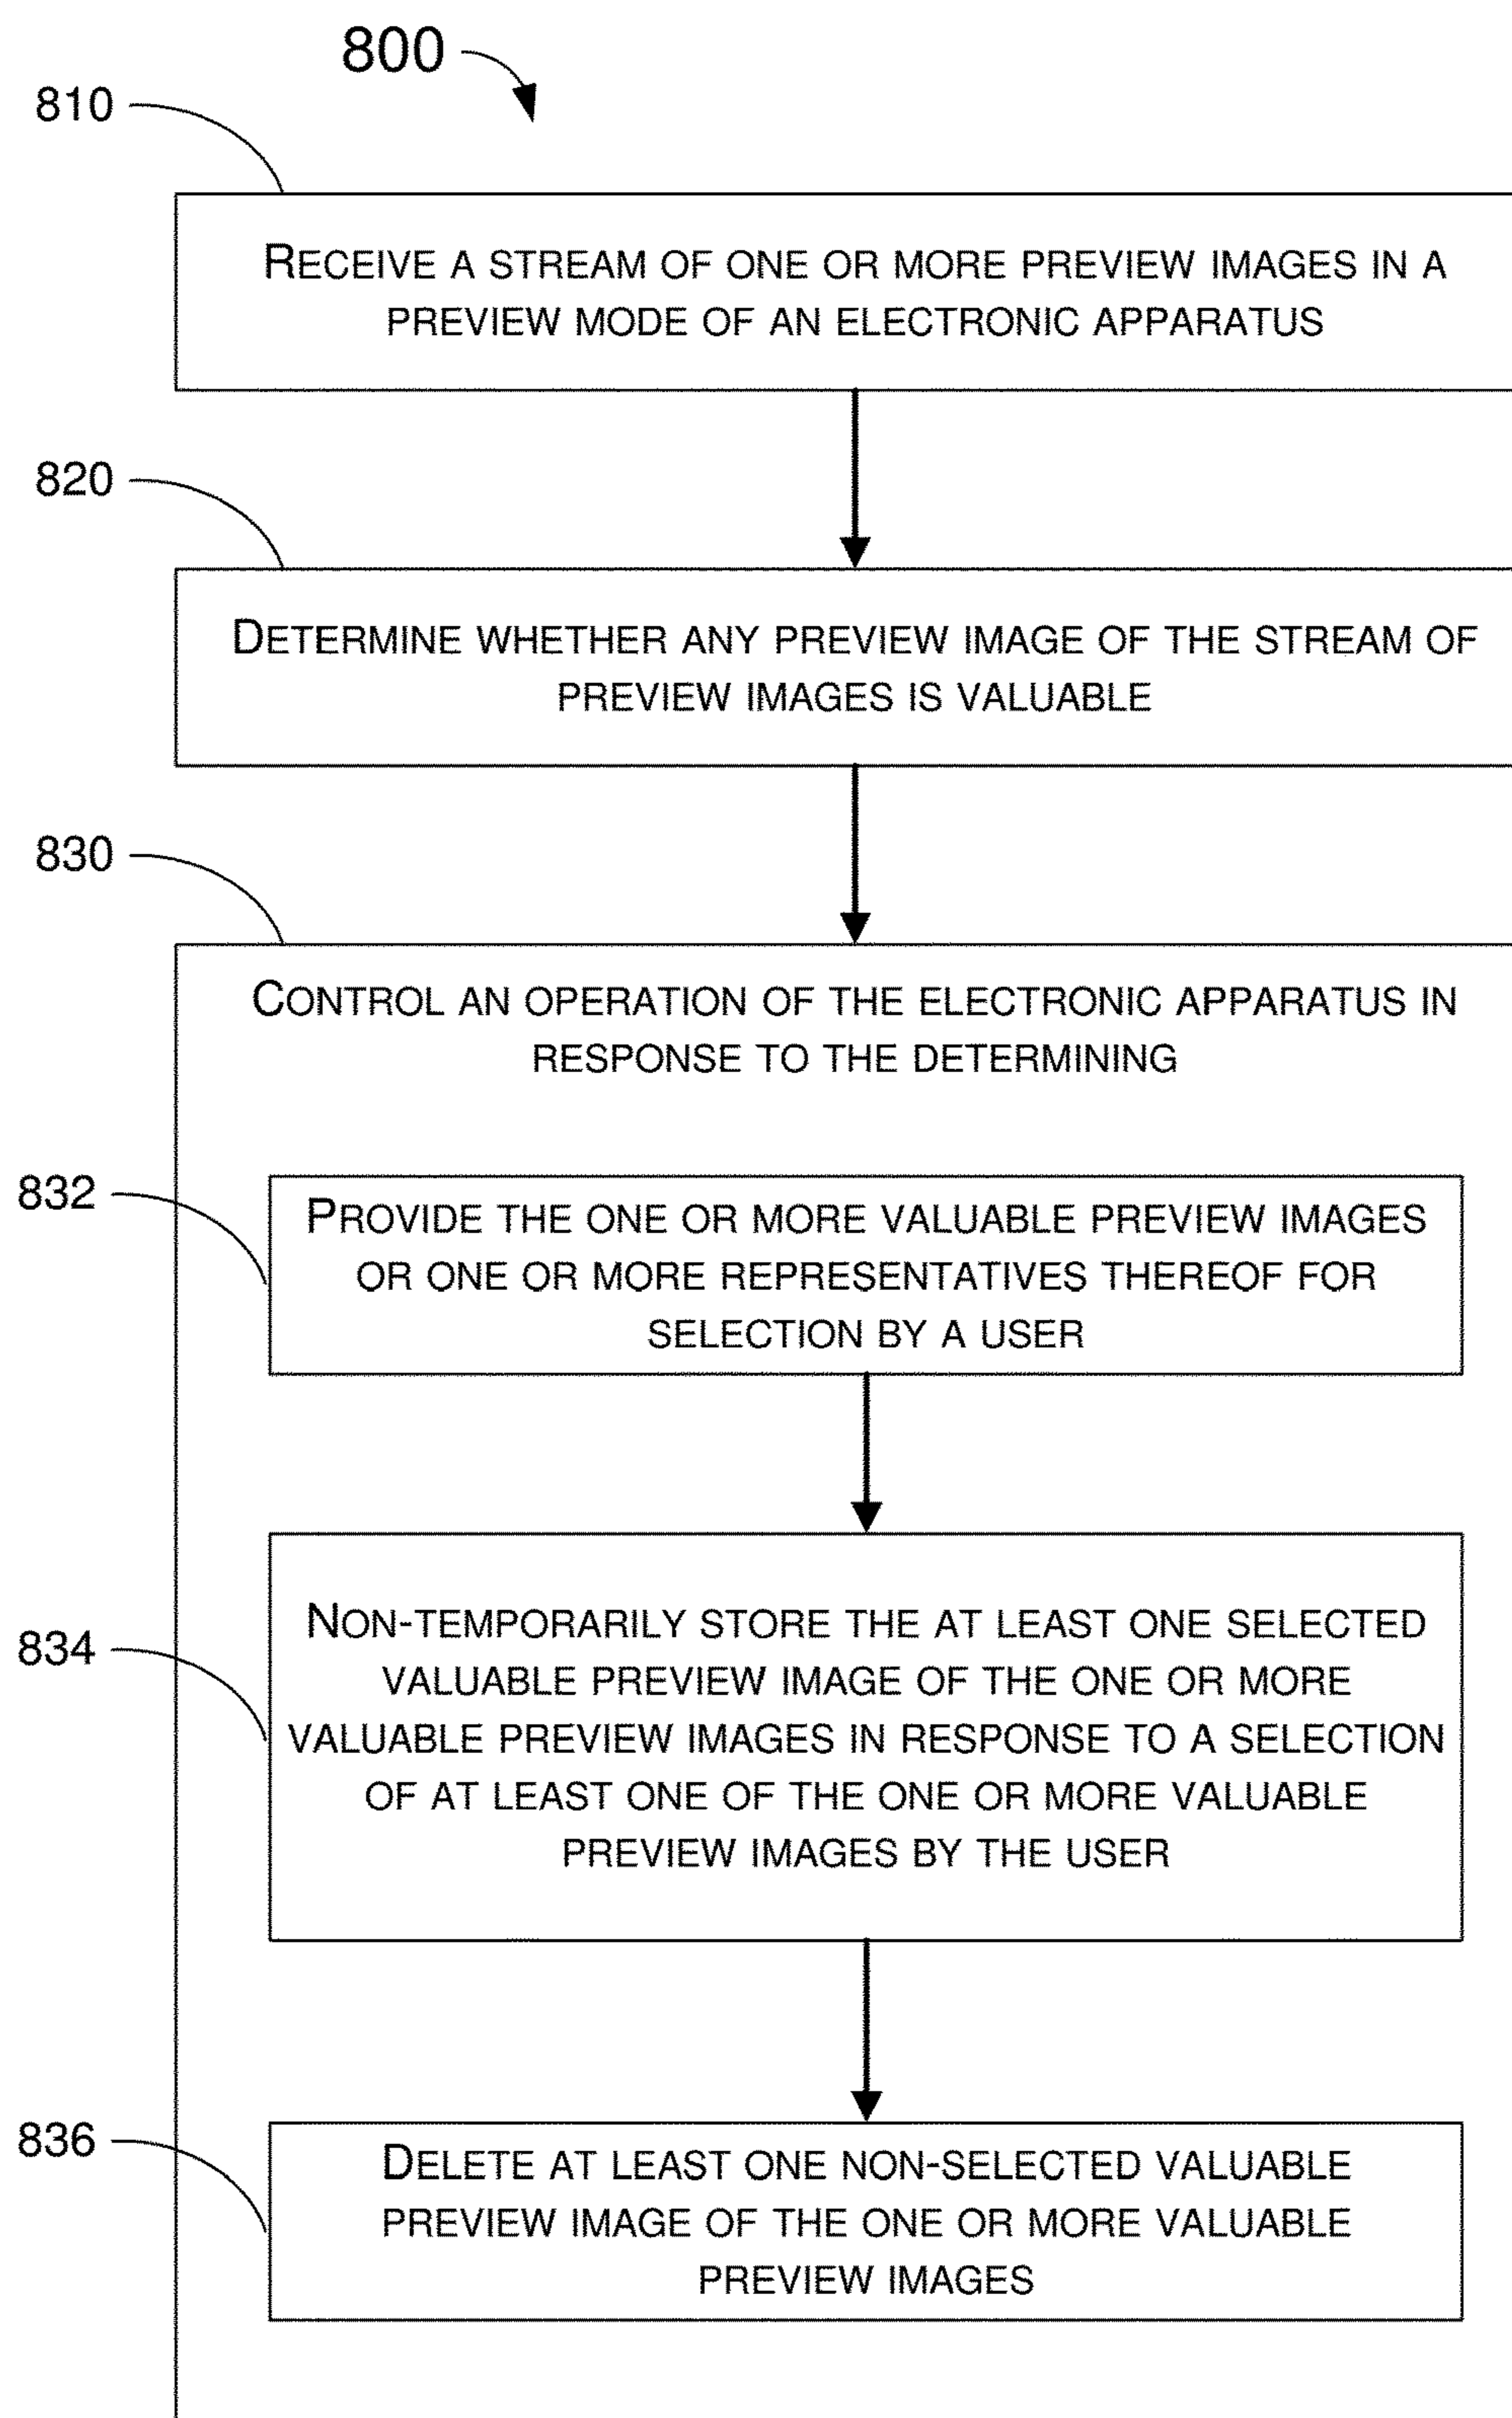 800
810
RECEIVE A STREAM OF ONE OR MORE PREVIEW IMAGES IN A
PREVIEW MODE OF AN ELECTRONIC APPARATUS
820
DETERMINE WHETHER ANY PREVIEW IMAGE OF THE STREAM OF
PREVIEW IMAGES IS VALUABLE
830
CONTROL AN OPERATION OF THE ELECTRONIC APPARATUS IN
RESPONSE TO THE DETERMINING
832
PROVIDE THE ONE OR MORE VALUABLE PREVIEW IMAGES
OR ONE OR MORE REPRESENTATIVES THEREOF FOR
SELECTION BY A USER
834
NON-TEMPORARILY STORE THE AT LEAST ONE SELECTED
VALUABLE PREVIEW IMAGE OF THE ONE OR MORE
VALUABLE PREVIEW IMAGES IN RESPONSE TO A SELECTION
OF AT LEAST ONE OF THE ONE OR MORE VALUABLE
PREVIEW IMAGES BY THE USER
836
DELETE AT LEAST ONE NON-SELECTED VALUABLE
PREVIEW IMAGE OF THE ONE OR MORE VALUABLE
PREVIEW IMAGES